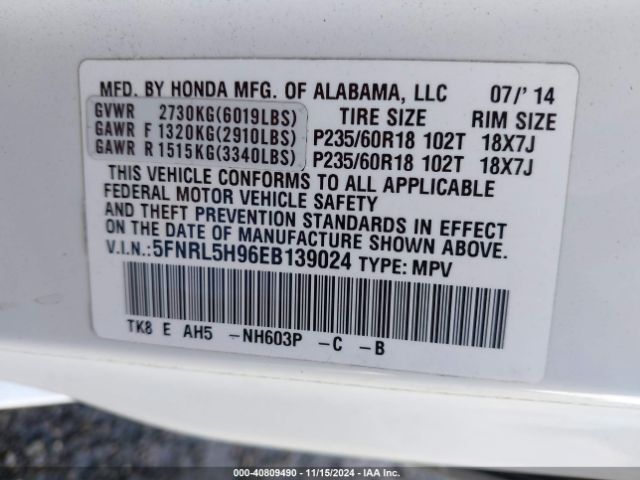 MFD. BY HONDA MFG. OF ALABAMA, LLC 07/' 14
GVWR 2730KG(6019LBS) TIRE SIZE RIM SIZE
GAWR F 1320KG(2910LBS) P235/60R18 102T 18X7J
GAWR R 1515KG(3340LBS) P235/60R18 102T 18X7J
THIS VEHICLE CONFORMS TO ALL APPLICABLE
FEDERAL MOTOR VEHICLE SAFETY
AND THEFT PREVENTION STANDARDS IN EFFECT
ON THE DATE OF MANUFACTURE SHOWN ABOVE.
V.I.N.:5FNRL5H96EB139024 TYPE: MPV
TK8 E AH5 -NH603P -C -B
000-40809490 - 11/15/2024 - IAA Inc.